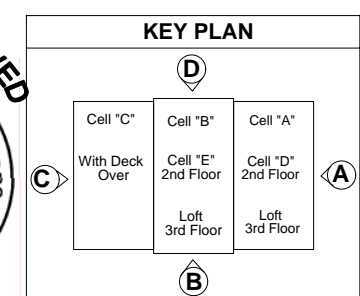 KEY PLAN
D
Cell "C"
With Deck
Over
Cell "B"
Cell "E"
2nd Floor
Loft
3rd Floor
Cell "A"
Cell "D"
2nd Floor
Loft
3rd Floor
C
A
B